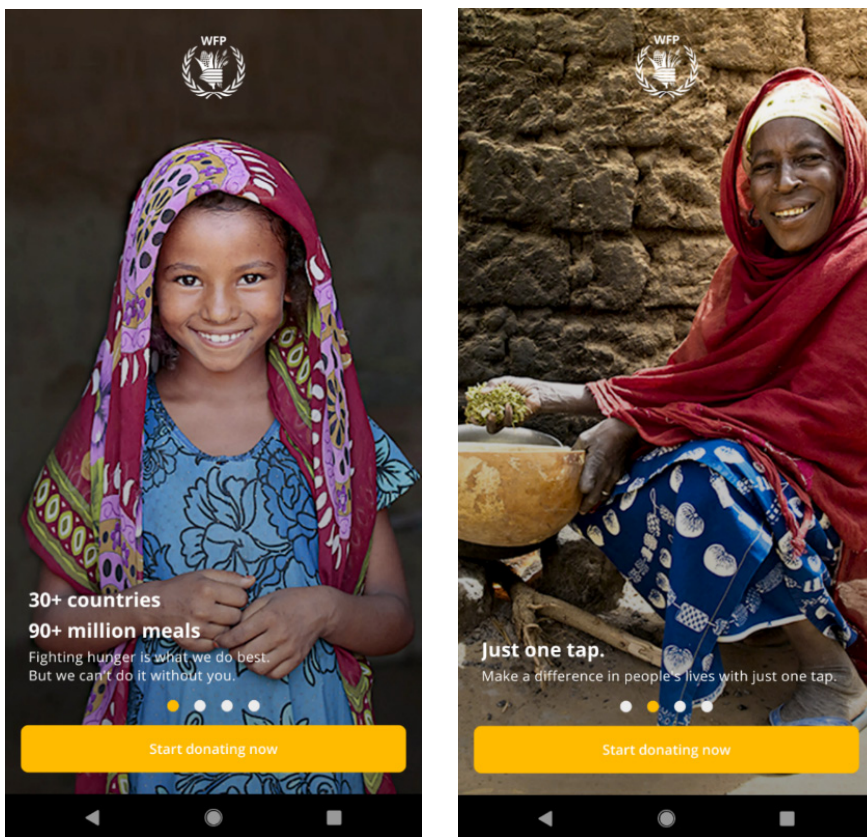 WFP
30+ countries
90+ million meals
Fighting hunger is what we do best.
But we can't do it without you.
Start donating now
WFP
Just one tap.
Make a difference in people's lives with just one tap.
Start donating now